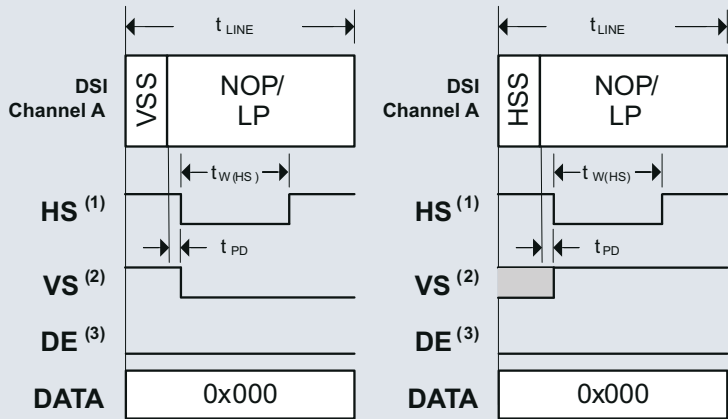 t LINE
DSI
Channel A
VSS
NOP/
LP
t W(HS)
HS (1)
t PD
VS (2)
DE (3)
DATA
0x000
t LINE
DSI
Channel A
HSS
NOP/
LP
t W(HS)
HS (1)
t PD
VS (2)
DE (3)
DATA
0x000